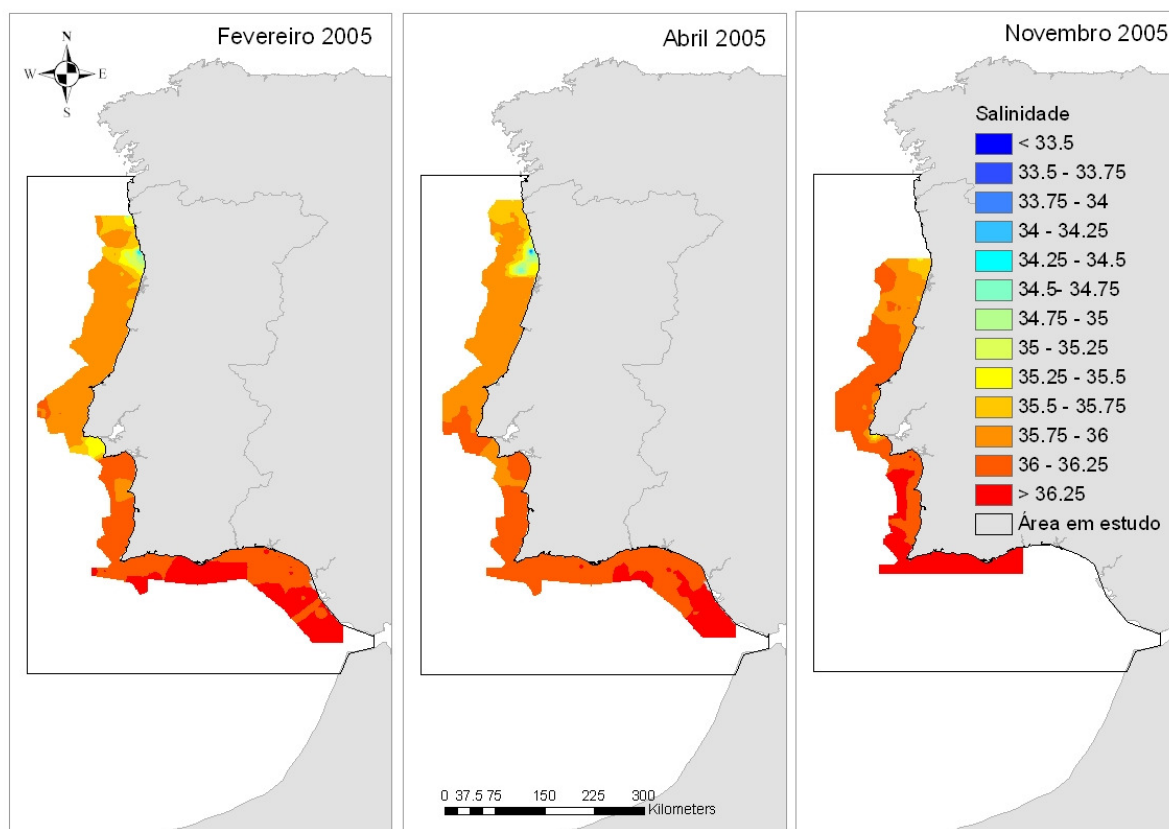 Fevereiro 2005
N
W E
S
Abril 2005
0 37.5 75 150 225 300
Kilometers
Novembro 2005
Salinidade
< 33.5
33.5 - 33.75
33.75 - 34
34 - 34.25
34.25 - 34.5
34.5- 34.75
34.75 - 35
35 - 35.25
35.25 - 35.5
35.5 - 35.75
35.75 - 36
36 - 36.25
> 36.25
Área em estudo